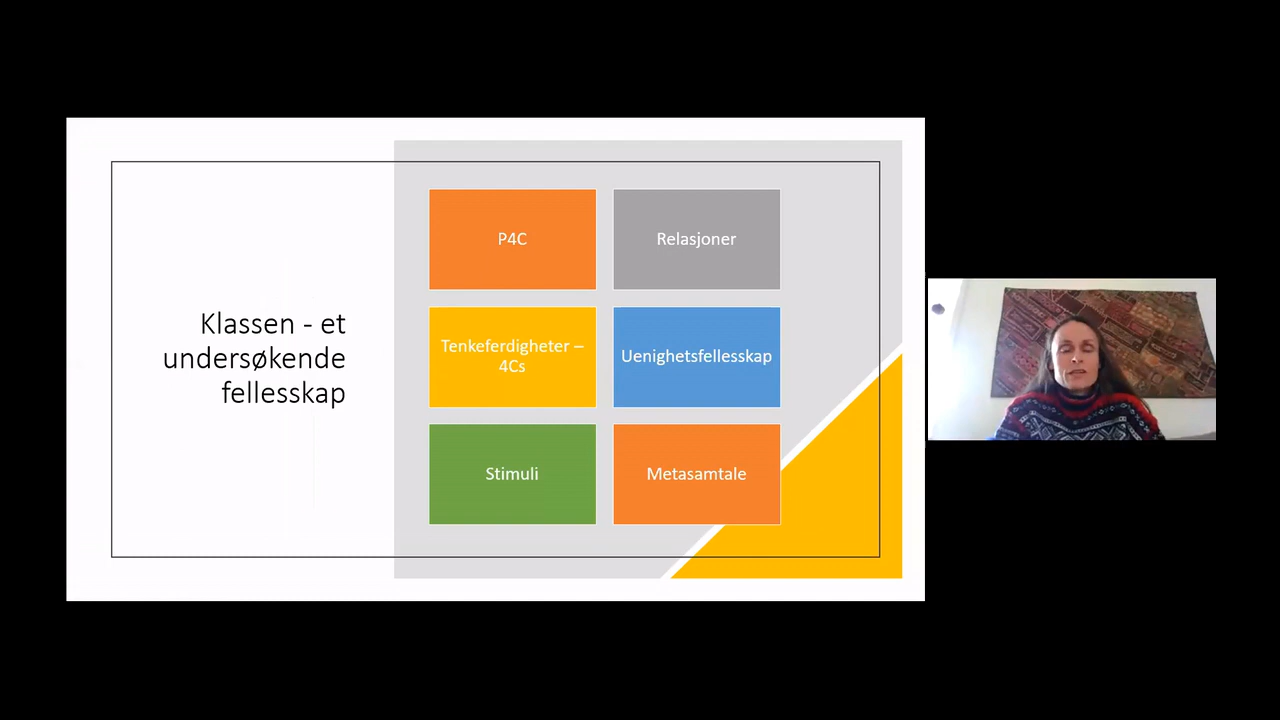 Klassen - et
undersøkende
fellesskap
P4C
Relasjoner
Tenkeferdigheter –
4Cs
Uenighetsfellesskap
Stimuli
Metasamtale